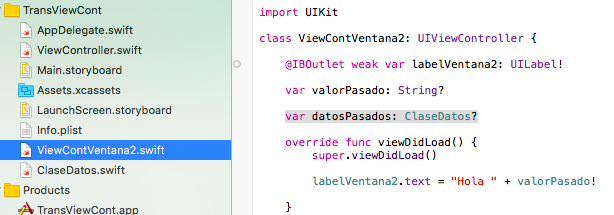 TransViewCont
AppDelegate.swift
ViewController.swift
Main.storyboard
Assets.xcassets
LaunchScreen.storyboard
Info.plist
ViewContVentana2.swift
ClaseDatos.swift
Products
TransViewCont.app
import UIKit
class ViewContVentana2: UIViewController {
@IBOutlet weak var labelVentana2: UILabel!
var valorPasado: String?
var datosPasados: ClaseDatos?
override func viewDidLoad() {
super.viewDidLoad()
labelVentana2.text = "Hola " + valorPasado!
}